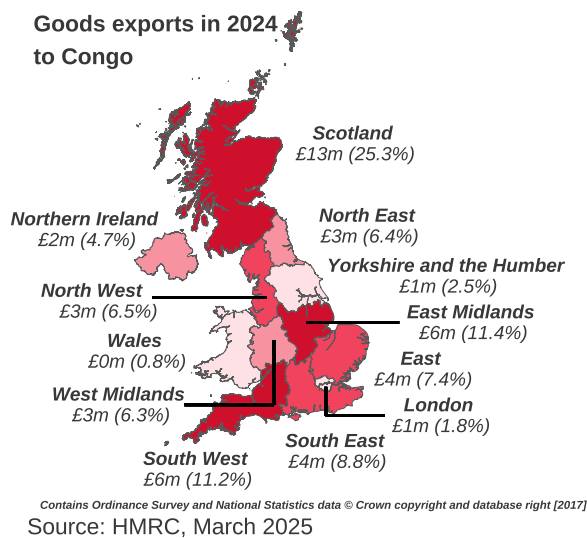 Goods exports in 2024
to Congo
Scotland
£13m (25.3%)
Northern Ireland
£2m (4.7%)
North East
£3m (6.4%)
Yorkshire and the Humber
£1m (2.5%)
North West
£3m (6.5%)
East Midlands
£6m (11.4%)
Wales
£0m (0.8%)
East
£4m (7.4%)
West Midlands
£3m (6.3%)
London
£1m (1.8%)
South East
£4m (8.8%)
South West
£6m (11.2%)
Contains Ordinance Survey and National Statistics data © Crown copyright and database right [2017]
Source: HMRC, March 2025